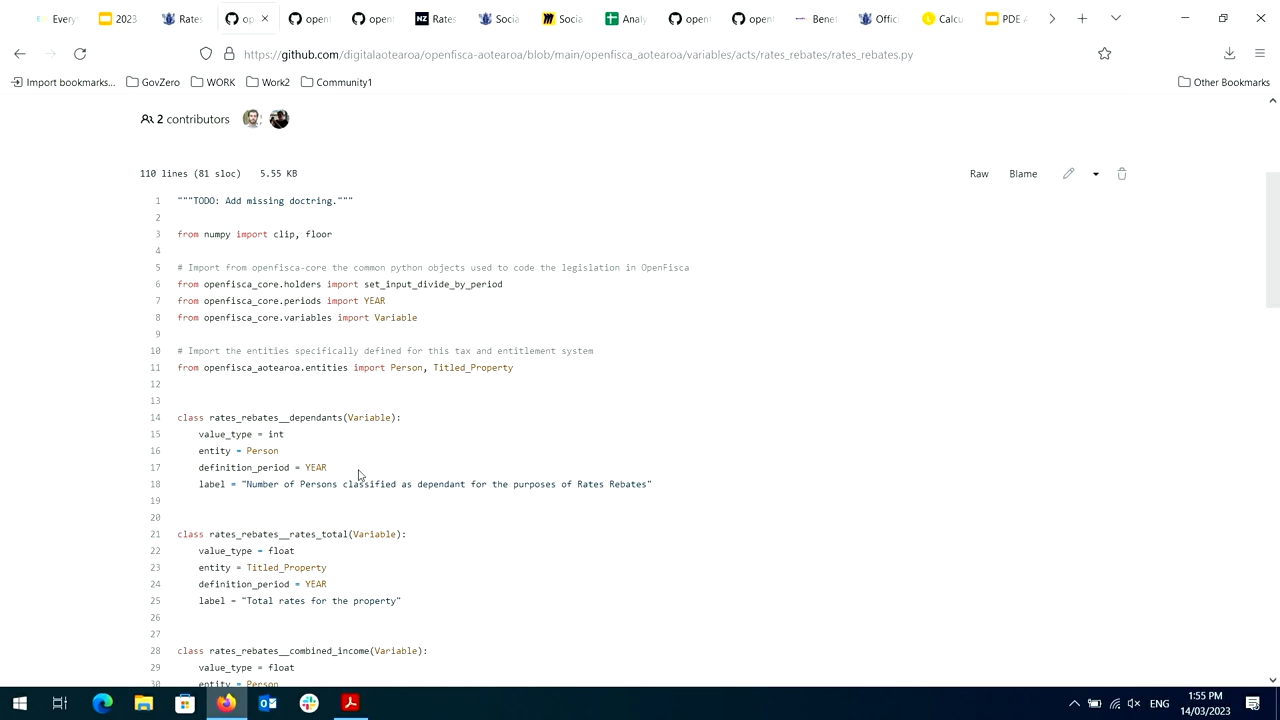 Every
2023
Rates
op
openf
openf
Rates
Socia
Socia
Analy
openf
openf
Benef
Offic
Calcu
PDE A
https://github.com/digitalaotearoa/openfisca-aotearoa/blob/main/openfisca_aotearoa/variables/acts/rates_rebates/rates_rebates.py
Import bookmarks...
GovZero
WORK
Work2
Community1
Other Bookmarks
2 contributors
110 lines (81 sloc) 5.55 KB
Raw
Blame
1 """TODO: Add missing doctring."""
2
3 from numpy import clip, floor
4
5 # Import from openfisca-core the common python objects used to code the legislation in OpenFisca
6 from openfisca_core.holders import set_input_divide_by_period
7 from openfisca_core.periods import YEAR
8 from openfisca_core.variables import Variable
9
10 # Import the entities specifically defined for this tax and entitlement system
11 from openfisca_aotearoa.entities import Person, Titled_Property
12
13
14 class rates_rebates__dependants(Variable):
15 value_type = int
16 entity = Person
17 definition_period = YEAR
18 label = "Number of Persons classified as dependant for the purposes of Rates Rebates"
19
20
21 class rates_rebates__rates_total(Variable):
22 value_type = float
23 entity = Titled_Property
24 definition_period = YEAR
25 label = "Total rates for the property"
26
27
28 class rates_rebates__combined_income(Variable):
29 value_type = float
30 entity = Person
ENG
1:55 PM
14/03/2023